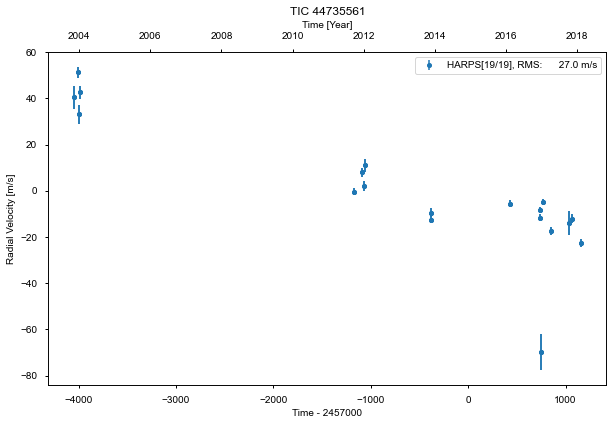 TIC 44735561
Time [Year]
2004 2006 2008 2010 2012 2014 2016 2018
HARPS[19/19], RMS: 27.0 m/s
Radial Velocity [m/s]
60
40
20
0
−20
−40
−60
−80
−4000 −3000 −2000 −1000 0 1000
Time - 2457000